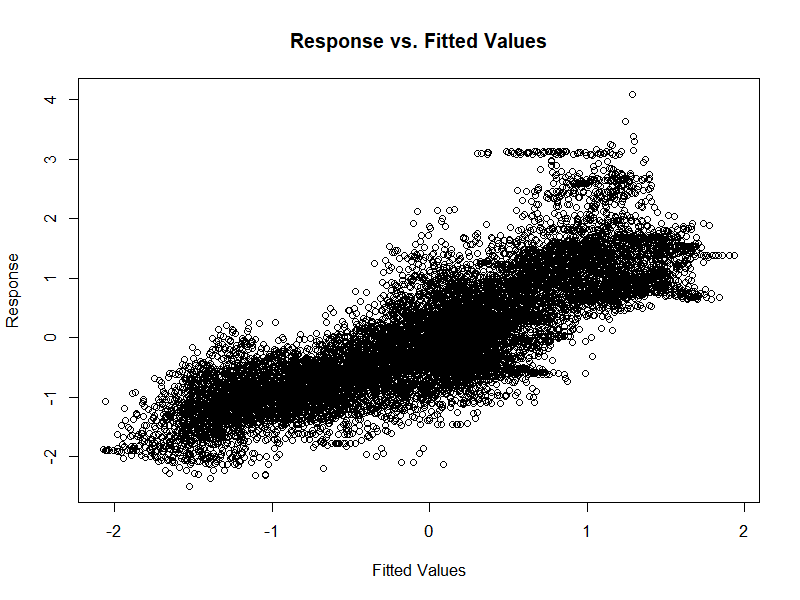 Response vs. Fitted Values
4
3
2
1
0
-1
-2
Response
-2 -1 0 1 2
Fitted Values